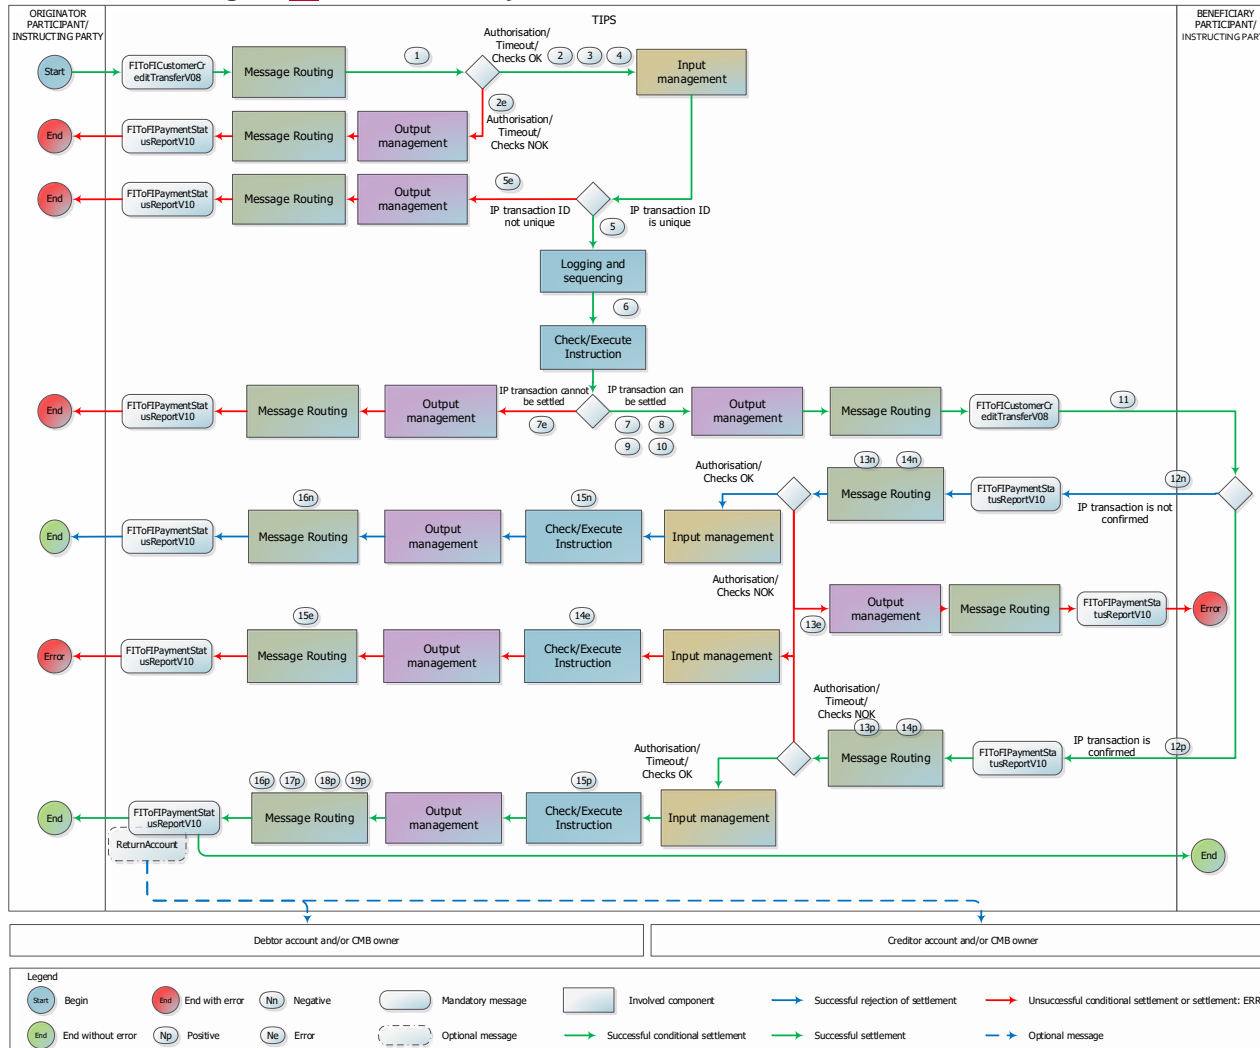 ORIGINATOR
PARTICIPANT/
INSTRUCTING PARTY
TIPS
BENEFICIARY
PARTICIPANT/
INSTRUCTING PART
Start
FIToFICustomerCr
editTransferV08
Message Routing
1
Authorisation/
Timeout/
Checks OK
2
3
4
Input
management
2e
Authorisation/
Timeout/
Checks NOK
End
FIToFIPaymentStat
usReportV10
Message Routing
Output
management
End
FIToFIPaymentStat
usReportV10
Message Routing
Output
management
5e
IP transaction ID
not unique
IP transaction ID
is unique
5
Logging and
sequencing
6
Check/Execute
Instruction
End
FIToFIPaymentStat
usReportV10
Message Routing
Output
management
IP transaction cannot
be settled
7e
IP transaction can
be settled
7
8
9
10
Output
management
Message Routing
FIToFICustomerCr
editTransferV08
11
Authorisation/
Checks OK
13n
14n
Message Routing
FIToFIPaymentSta
tusReportV10
12n
IP transaction is not
confirmed
End
FIToFIPaymentStat
usReportV10
16n
Message Routing
Output
management
15n
Check/Execute
Instruction
Input management
Authorisation/
Checks NOK
13e
Output
management
Message Routing
FIToFIPaymentSta
tusReportV10
Error
Error
FIToFIPaymentStat
usReportV10
15e
Message Routing
Output
management
14e
Check/Execute
Instruction
Input management
Authorisation/
Timeout/
Checks NOK
13p
14p
Message Routing
FIToFIPaymentSta
tusReportV10
IP transaction is
confirmed
12p
Authorisation/
Timeout/
Checks OK
End
FIToFIPaymentStat
usReportV10
ReturnAccount
16p
17p
18p
19p
Message Routing
Output
management
15p
Check/Execute
Instruction
Input management
End
Debtor account and/or CMB owner
Creditor account and/or CMB owner
Legend
Start
Begin
End
End with error
Nn
Negative
Mandatory message
Involved component
Successful rejection of settlement
Unsuccessful conditional settlement or settlement: ERR
End
End without error
Np
Positive
Ne
Error
Optional message
Successful conditional settlement
Successful settlement
Optional message